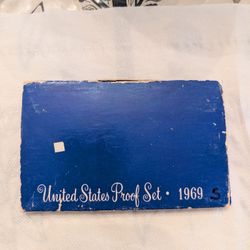 United States Proof Set • 1969 S